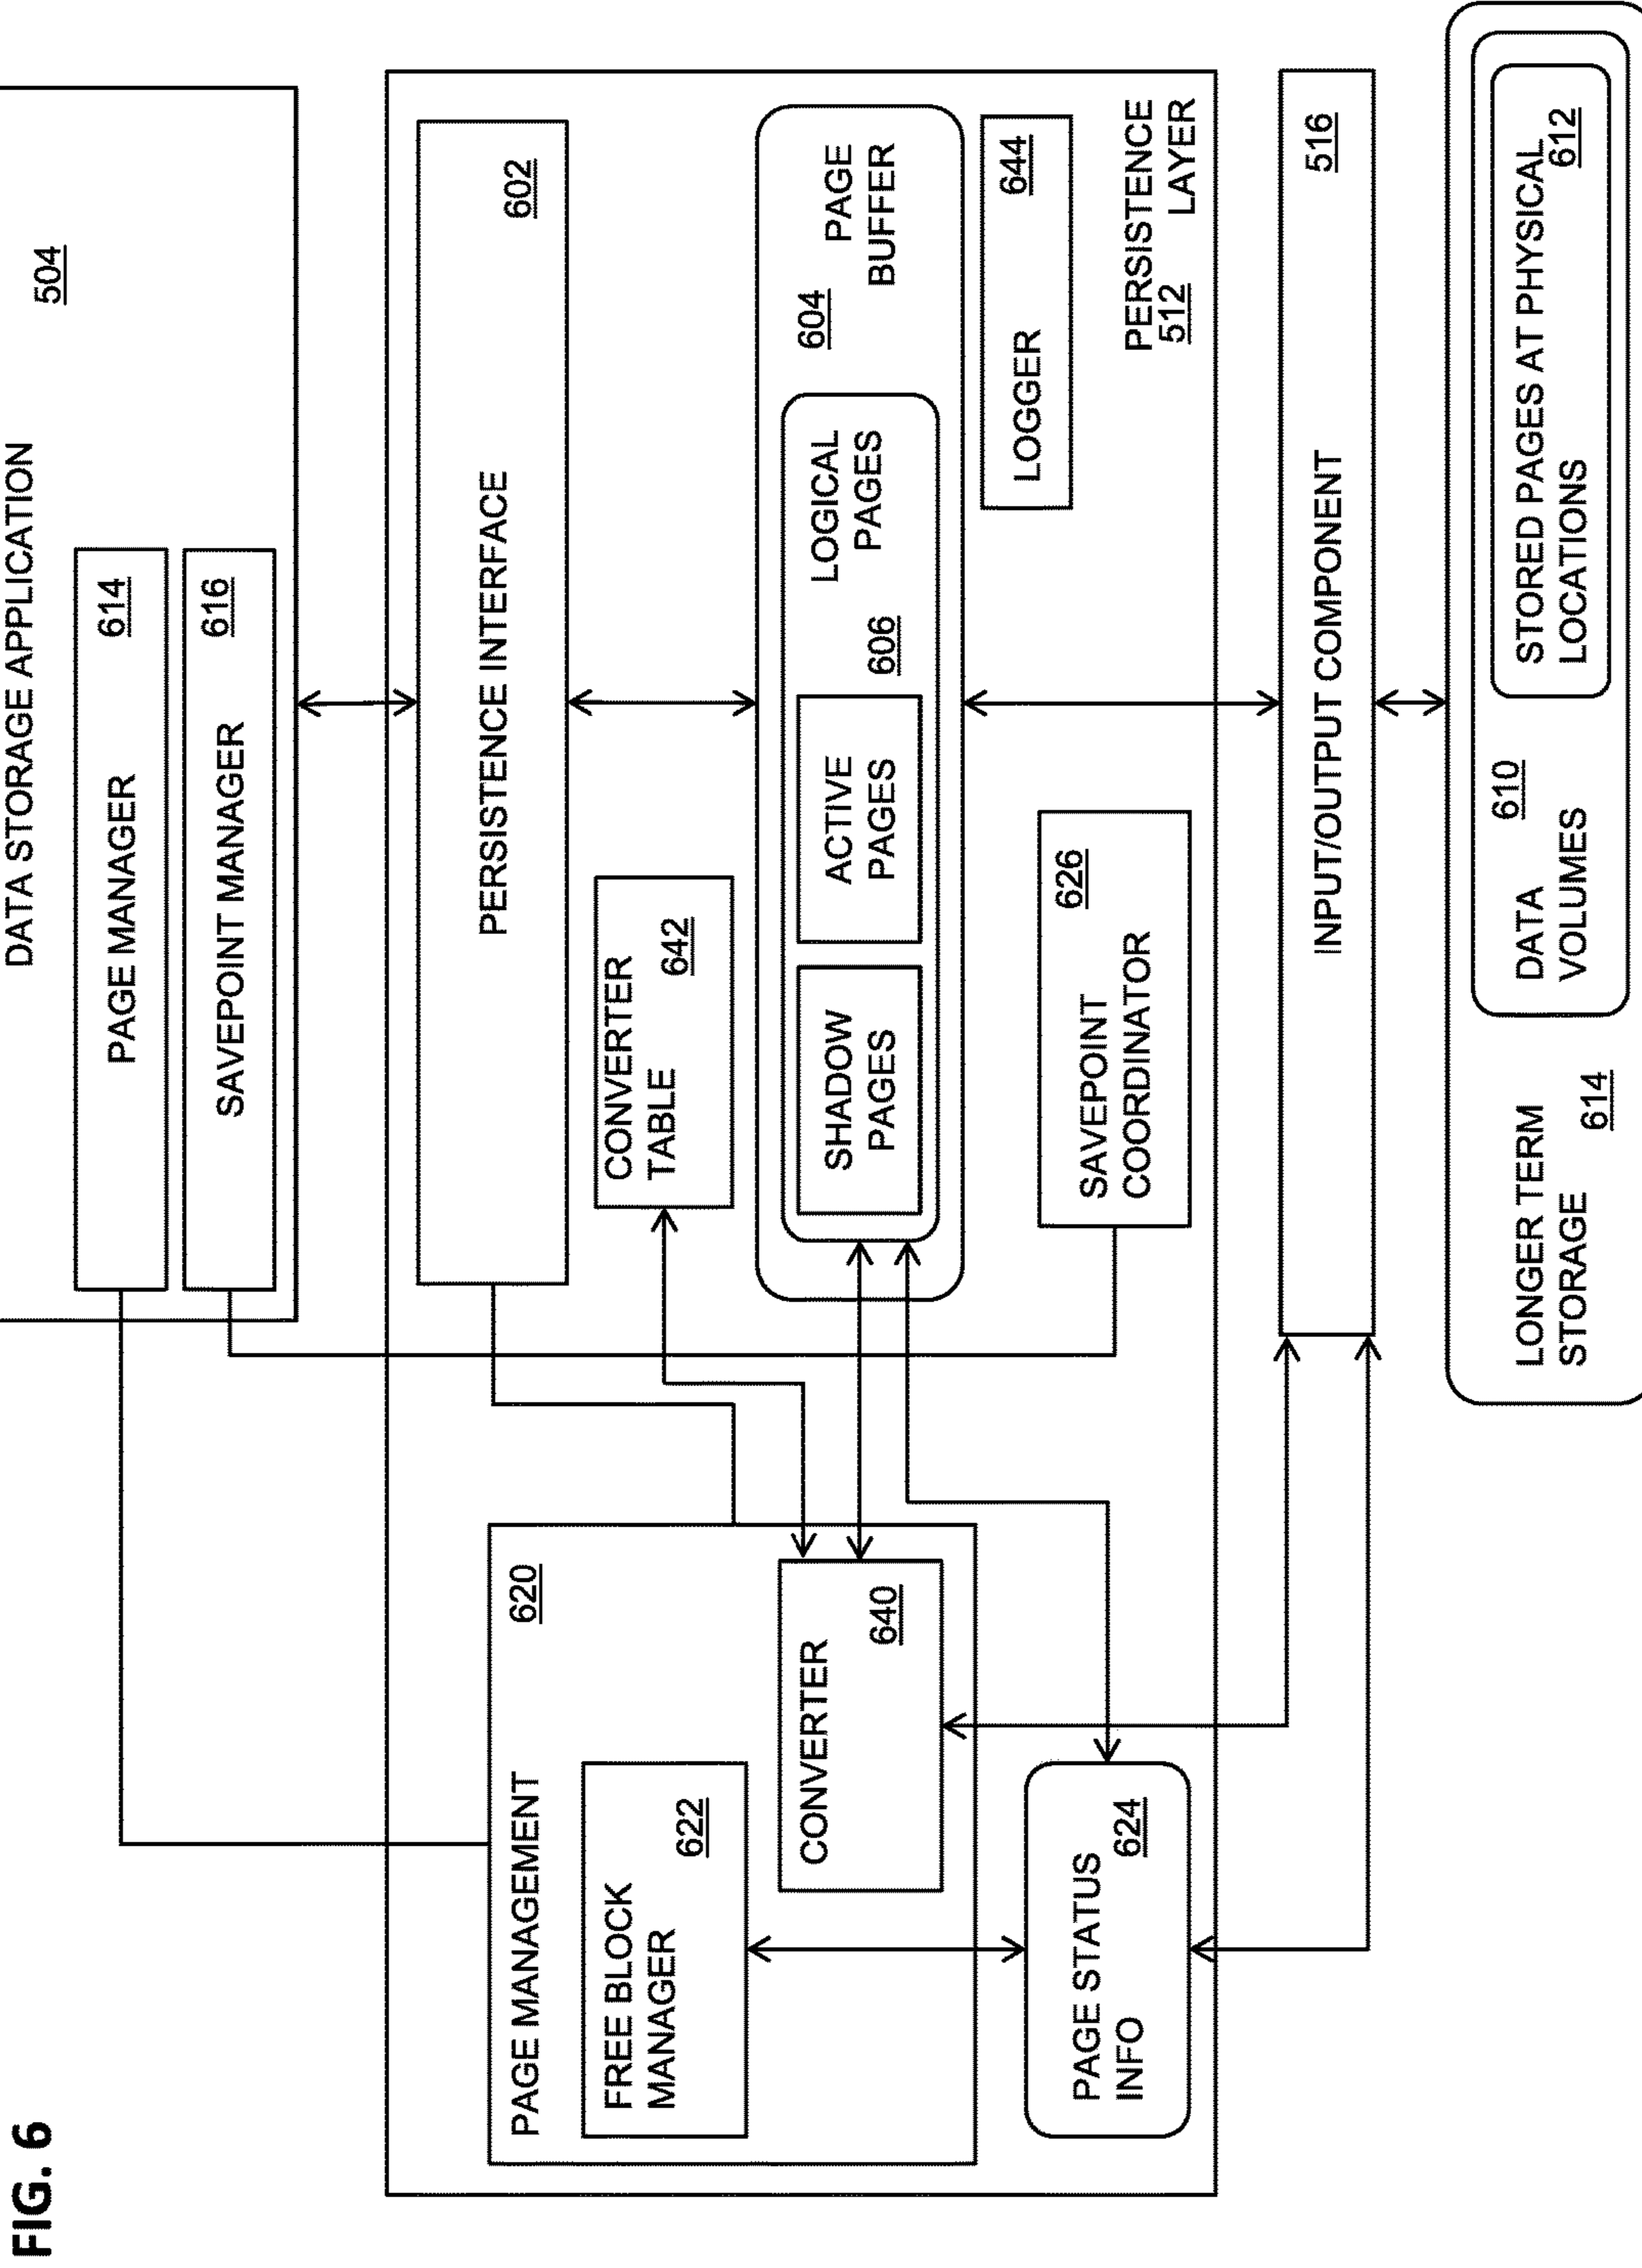 FIG. 6
DATA STORAGE APPLICATION
504
PAGE MANAGER
614
SAVEPOINT MANAGER
616
PERSISTENCE INTERFACE
602
PAGE MANAGEMENT
620
FREE BLOCK
MANAGER
622
CONVERTER
640
CONVERTER
TABLE
642
604
PAGE
BUFFER
LOGICAL
PAGES
606
SHADOW
PAGES
ACTIVE
PAGES
PAGE STATUS
INFO
624
SAVEPOINT
COORDINATOR
626
LOGGER
644
PERSISTENCE
512 LAYER
INPUT/OUTPUT COMPONENT
516
LONGER TERM
STORAGE
614
DATA
VOLUMES
610
STORED PAGES AT PHYSICAL
LOCATIONS
612